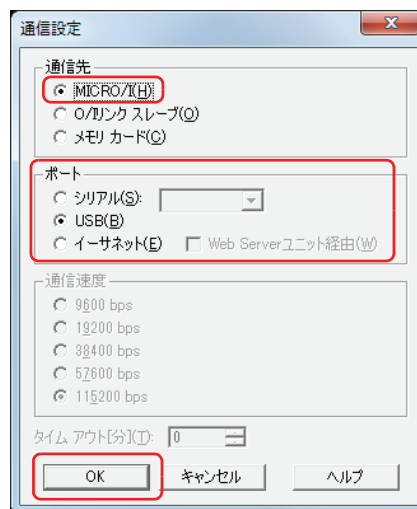 通信設定
通信先
MICRO/I(H)
O/Iリンク スレーブ(O)
メモリ カード(C)
ポート
シリアル(S):
USB(B)
イーサネット(E) Web Serverユニット経由(W)
通信速度
9600 bps
19200 bps
38400 bps
57600 bps
115200 bps
タイム アウト[分](T): 0
OK キャンセル ヘルプ